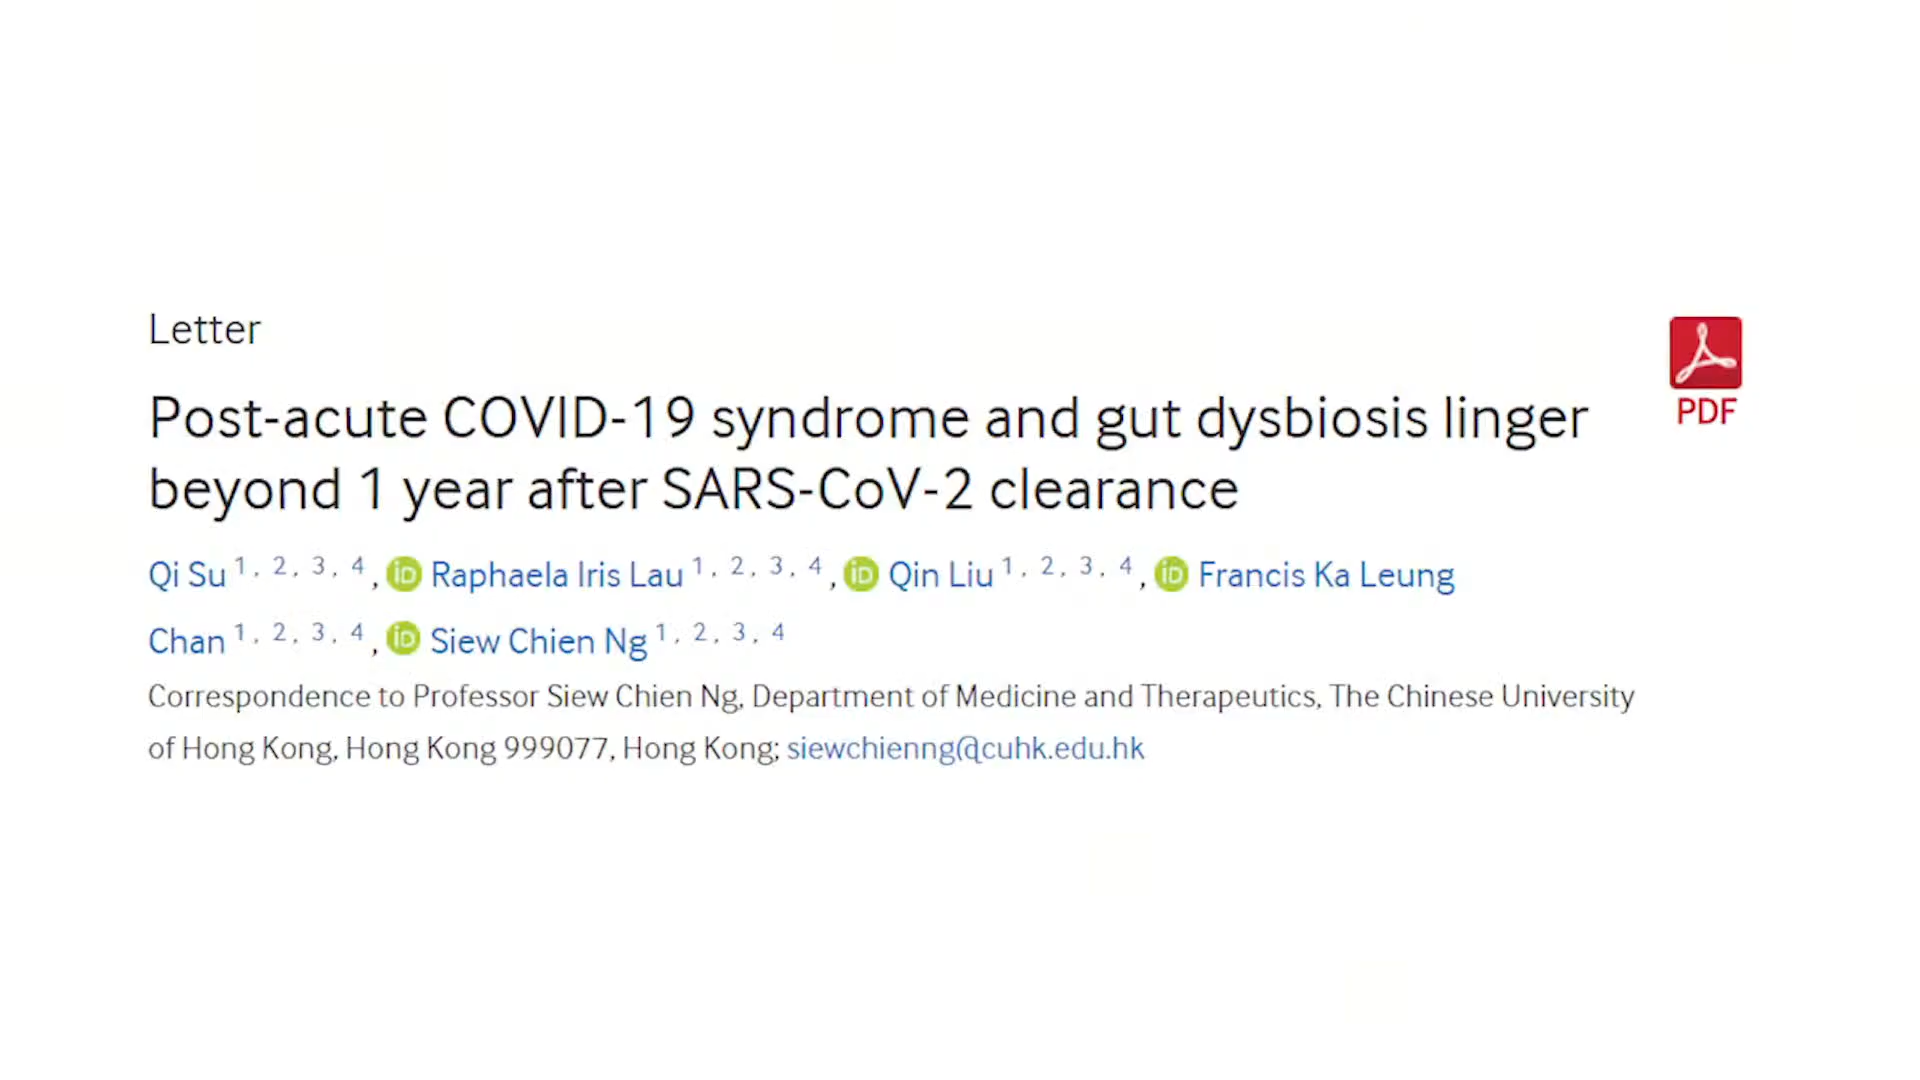 Letter
PDF
Post-acute COVID-19 syndrome and gut dysbiosis linger
beyond 1 year after SARS-CoV-2 clearance
Qi Su 1, 2, 3, 4, iD Raphaela Iris Lau 1, 2, 3, 4, iD Qin Liu 1, 2, 3, 4, iD Francis Ka Leung
Chan 1, 2, 3, 4, iD Siew Chien Ng 1, 2, 3, 4
Correspondence to Professor Siew Chien Ng, Department of Medicine and Therapeutics, The Chinese University
of Hong Kong, Hong Kong 999077, Hong Kong; siewchienng@cuhk.edu.hk